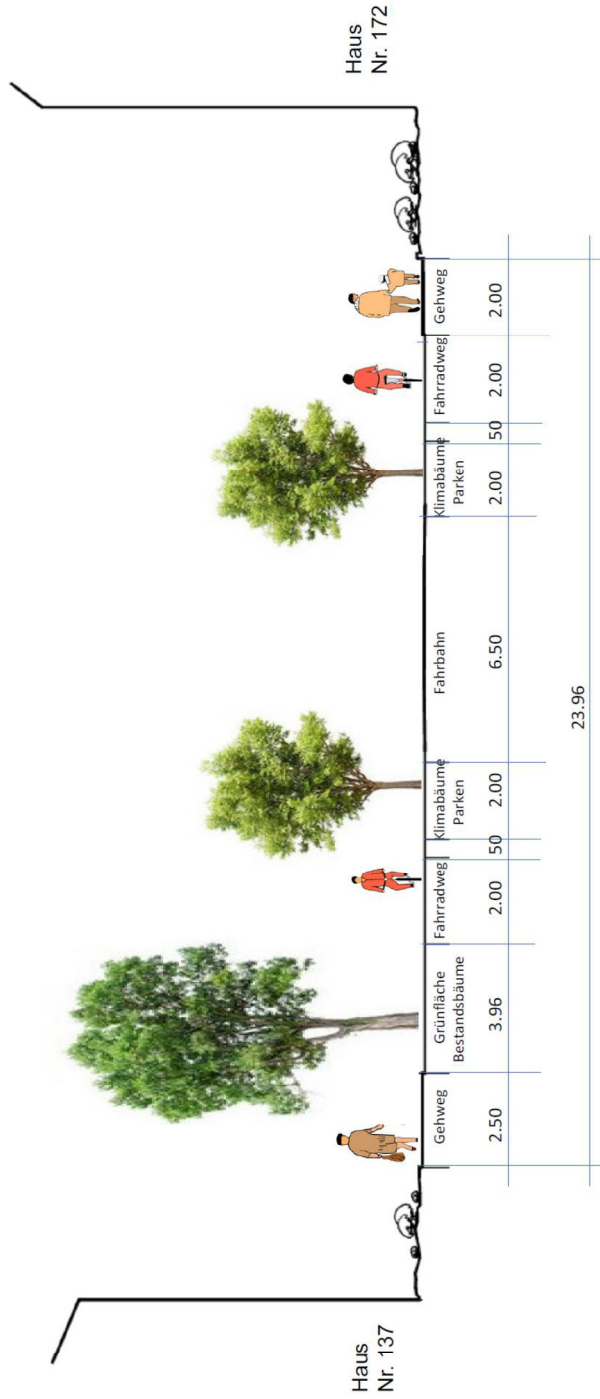 Haus
Nr. 137
Haus
Nr. 172
Gehweg
Grünfläche
Bestandsbäume
Fahrradweg
Klimabäume
Parken
Fahrbahn
Klimabäume
Parken
Fahrradweg
Gehweg
2.50
3.96
2.00
50
2.00
6.50
2.00
50
2.00
2.00
23.96